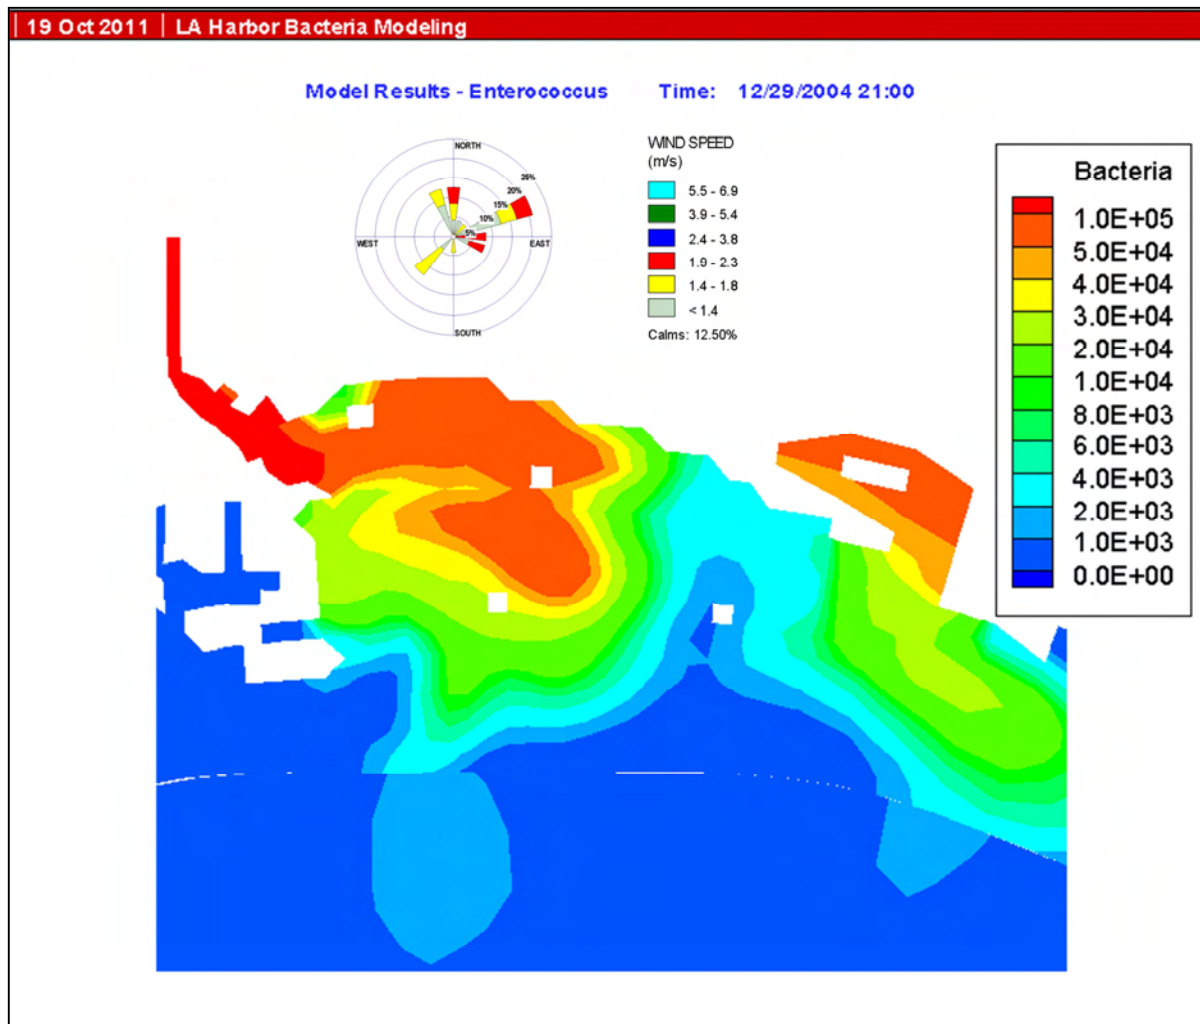 19 Oct 2011 | LA Harbor Bacteria Modeling
Model Results - Enterococcus Time: 12/29/2004 21:00
NORTH
WEST
EAST
SOUTH
5%
10%
15%
20%
25%
WIND SPEED
(m/s)
5.5 - 6.9
3.9 - 5.4
2.4 - 3.8
1.9 - 2.3
1.4 - 1.8
< 1.4
Calms: 12.50%
Bacteria
1.0E+05
5.0E+04
4.0E+04
3.0E+04
2.0E+04
1.0E+04
8.0E+03
6.0E+03
4.0E+03
2.0E+03
1.0E+03
0.0E+00